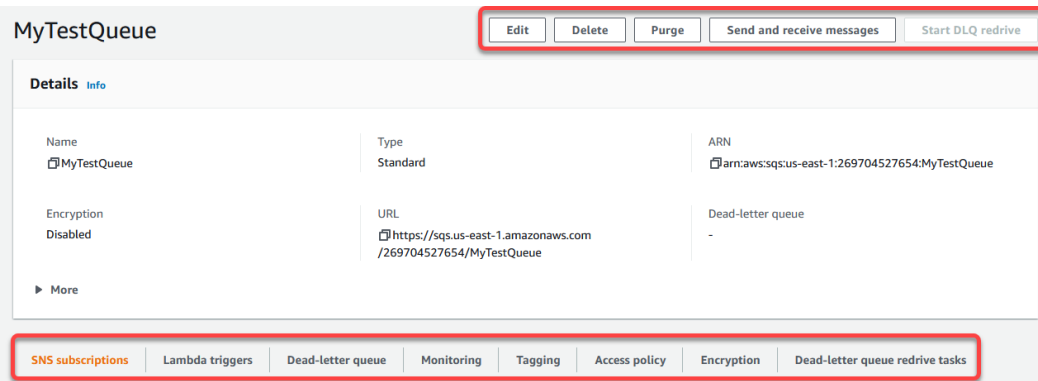 MyTestQueue
Edit Delete Purge Send and receive messages Start DLQ redrive
Details Info
Name Type ARN
MyTestQueue Standard arn:aws:sqs:us-east-1:269704527654:MyTestQueue
Encryption URL Dead-letter queue
Disabled https://sqs.us-east-1.amazonaws.com -
/269704527654/MyTestQueue
More
SNS subscriptions Lambda triggers Dead-letter queue Monitoring Tagging Access policy Encryption Dead-letter queue redrive tasks